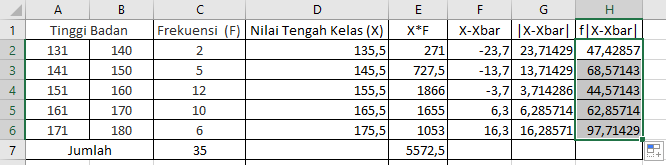 A B C D E F G H
1 Tinggi Badan Frekuensi (F) Nilai Tengah Kelas (X) X*F X-Xbar |X-Xbar| f|X-Xbar|
2 131 140 2 135,5 271 -23,7 23,71429 47,42857
3 141 150 5 145,5 727,5 -13,7 13,71429 68,57143
4 151 160 12 155,5 1866 -3,7 3,714286 44,57143
5 161 170 10 165,5 1655 6,3 6,285714 62,85714
6 171 180 6 175,5 1053 16,3 16,28571 97,71429
7 Jumlah 35 5572,5